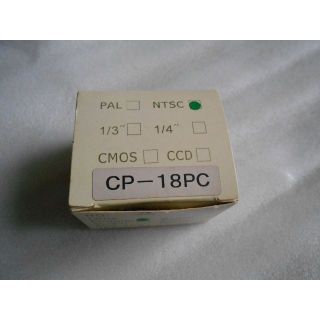 PAL NTSC
1/3" 1/4"
CMOS CCD
CP-18PC